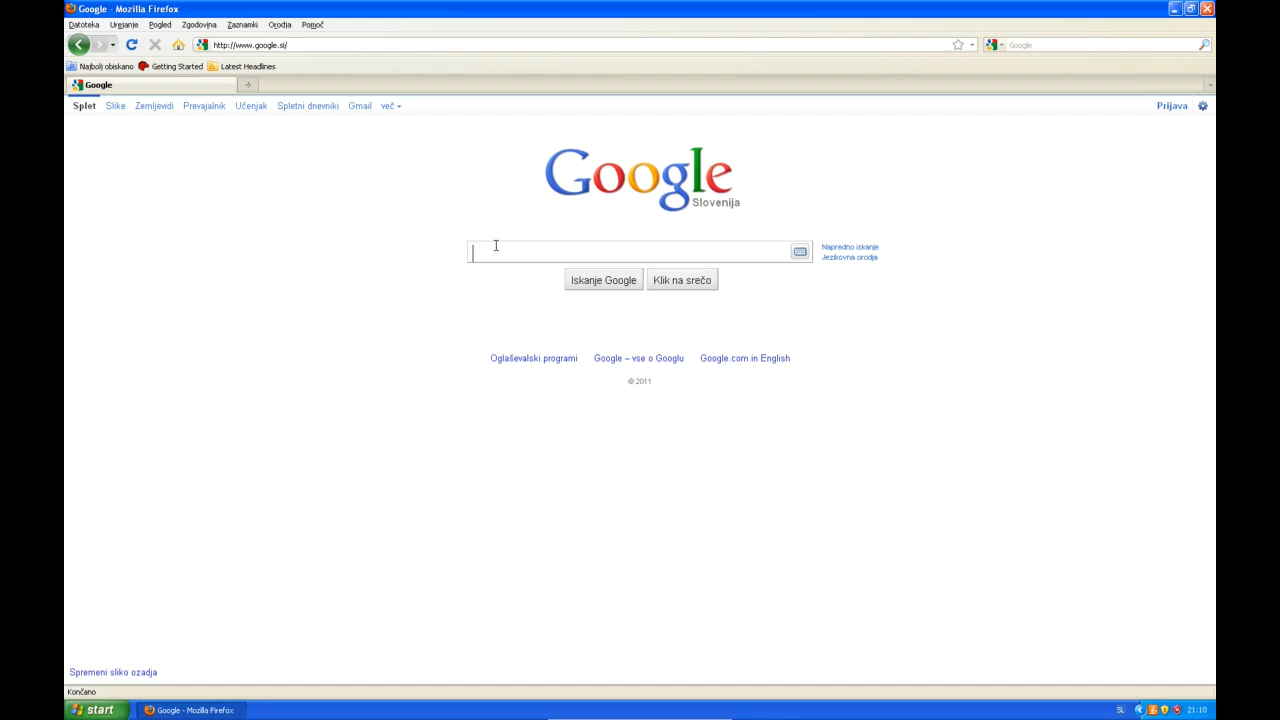 Google - Mozilla Firefox
Datoteka Urejanje Pogled Zgodovina Zaznamki Orodja Pomoč
http://www.google.si/ Google
Najbolj obiskano Getting Started Latest Headlines
Google
Splet Slike Zemljevidi Prevajalnik Učenjak Spletni dnevniki Gmail več Prijava
Google
Slovenija
Napredno iskanje
Jezikovna orodja
Iskanje Google Klik na srečo
Oglaševalski programi Google – vse o Googlu Google.com in English
© 2011
Spremeni sliko ozadja
Končano
start Google - Mozilla Firefox SL 21:10